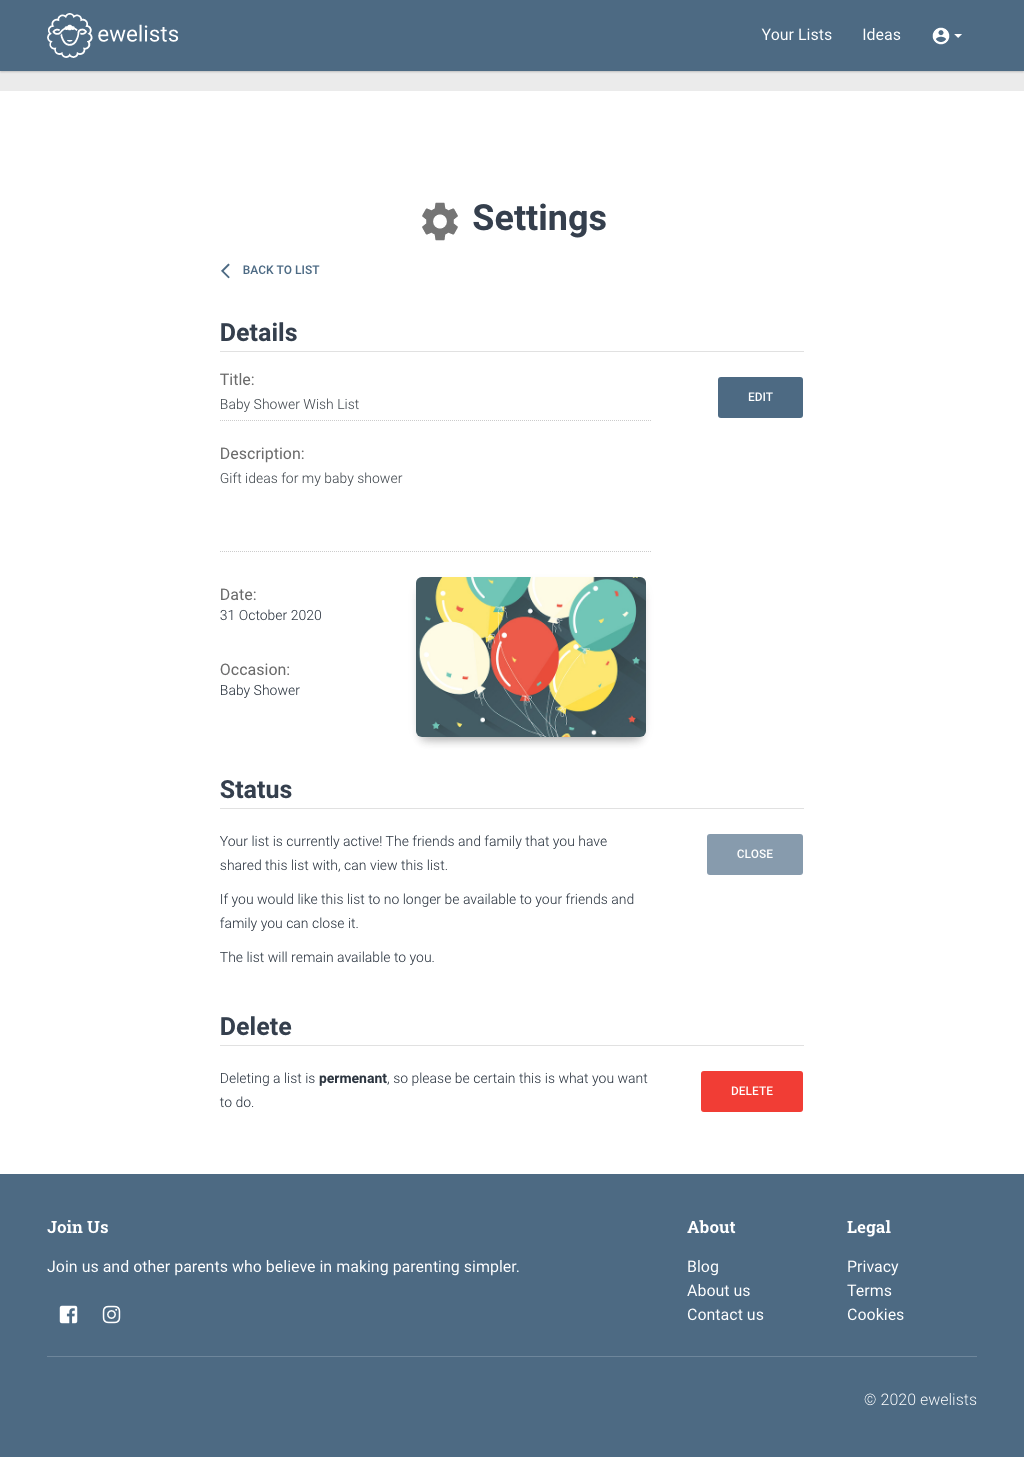 ewelists
Your Lists
Ideas
Settings
BACK TO LIST
Details
Title:
Baby Shower Wish List
EDIT
Description:
Gift ideas for my baby shower
Date:
31 October 2020
Occasion:
Baby Shower
Status
Your list is currently active! The friends and family that you have
shared this list with, can view this list.
CLOSE
If you would like this list to no longer be available to your friends and
family you can close it.
The list will remain available to you.
Delete
Deleting a list is permenant, so please be certain this is what you want
to do.
DELETE
Join Us
Join us and other parents who believe in making parenting simpler.
About
Blog
About us
Contact us
Legal
Privacy
Terms
Cookies
© 2020 ewelists